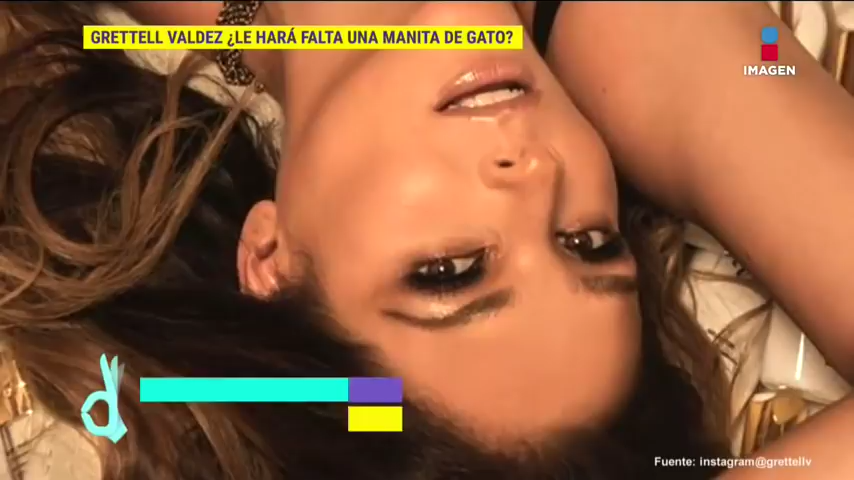 GRETTELL VALDEZ ¿LE HARÁ FALTA UNA MANITA DE GATO?
IMAGEN
Fuente: instagram@grettellv